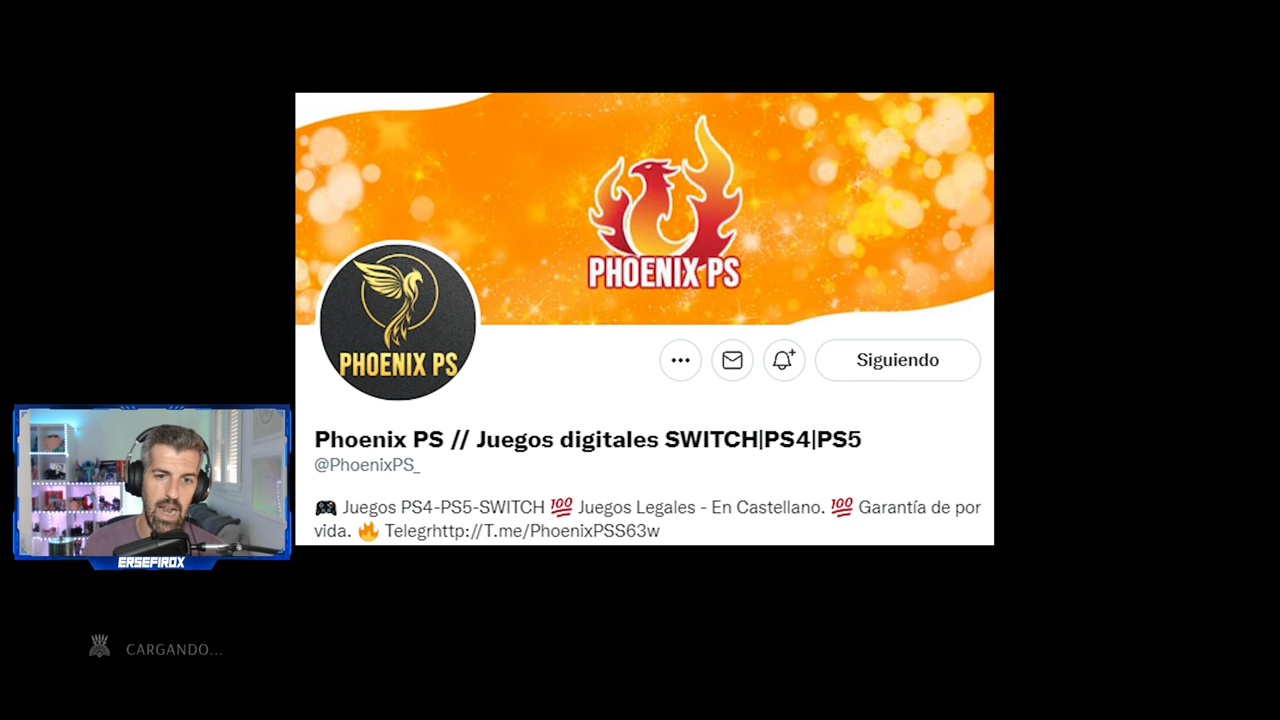 PHOENIX PS
PHOENIX PS
Siguiendo
Phoenix PS // Juegos digitales SWITCH|PS4|PS5
@PhoenixPS_
🎮 Juegos PS4-PS5-SWITCH 💯 Juegos Legales - En Castellano. 💯 Garantía de por
vida. 🔥 Telegrhttp://T.me/PhoenixPSS63w
ERSEFIROX
CARGANDO...